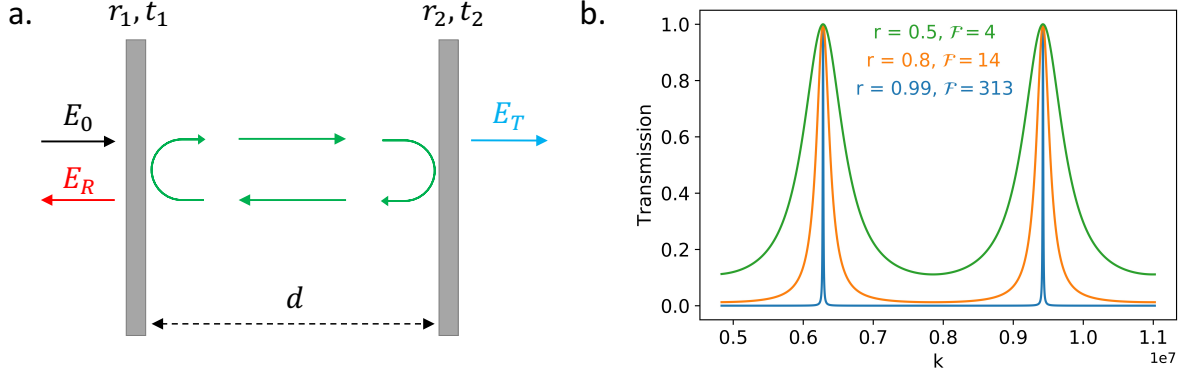 a.
r₁, t₁
r₂, t₂
E₀
E_T
E_R
d
b.
r = 0.5, ℱ = 4
r = 0.8, ℱ = 14
r = 0.99, ℱ = 313
Transmission
1.0
0.8
0.6
0.4
0.2
0.0
0.5
0.6
0.7
0.8
0.9
1.0
1.1
1e7
k